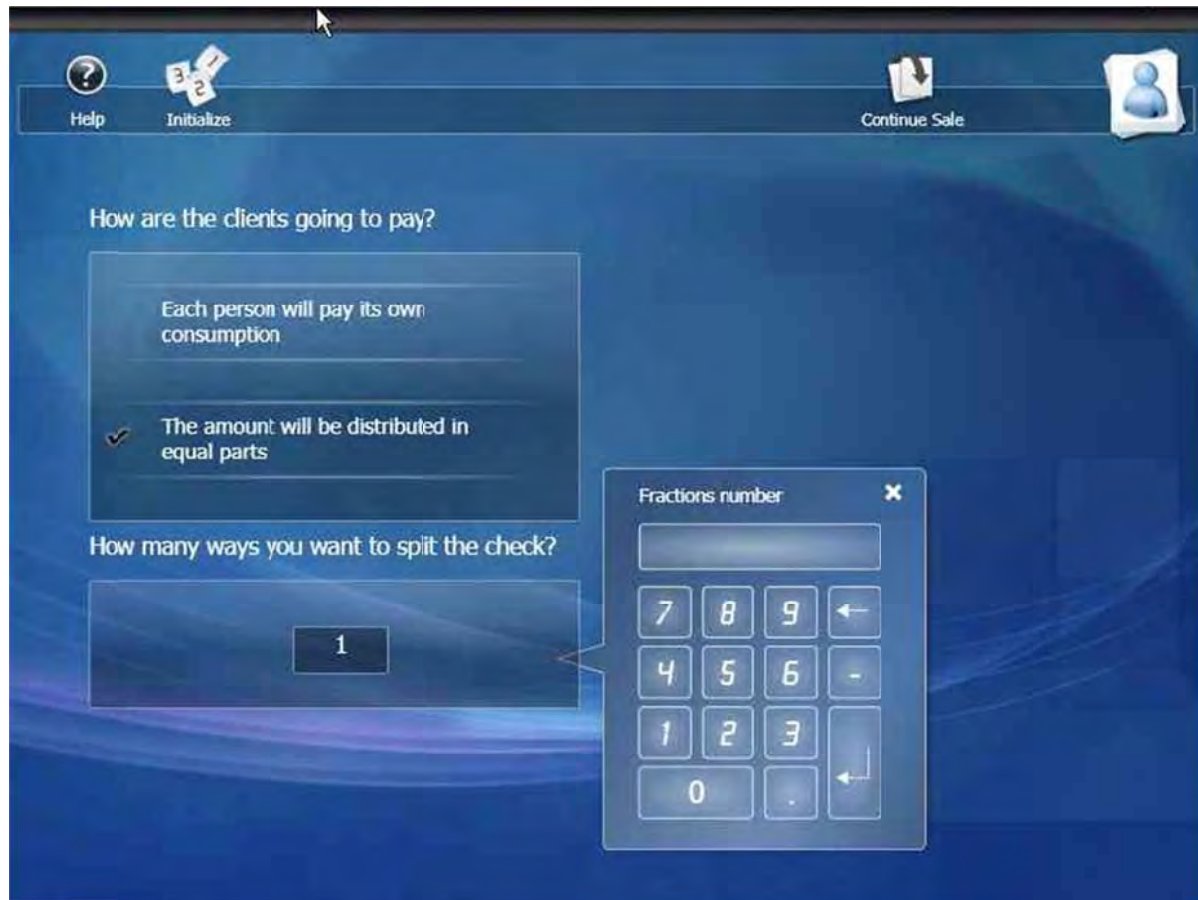 Help
Initialize
Continue Sale
How are the clients going to pay?
Each person will pay its own
consumption
The amount will be distributed in
equal parts
How many ways you want to split the check?
1
Fractions number
7 8 9
4 5 6 -
1 2 3
0 .